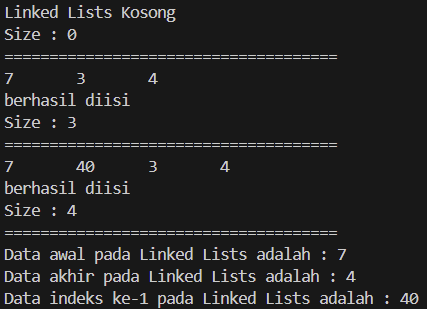 Linked Lists Kosong
Size : 0
=====================================
7       3       4
berhasil diisi
Size : 3
=====================================
7       40      3       4
berhasil diisi
Size : 4
=====================================
Data awal pada Linked Lists adalah : 7
Data akhir pada Linked Lists adalah : 4
Data indeks ke-1 pada Linked Lists adalah : 40